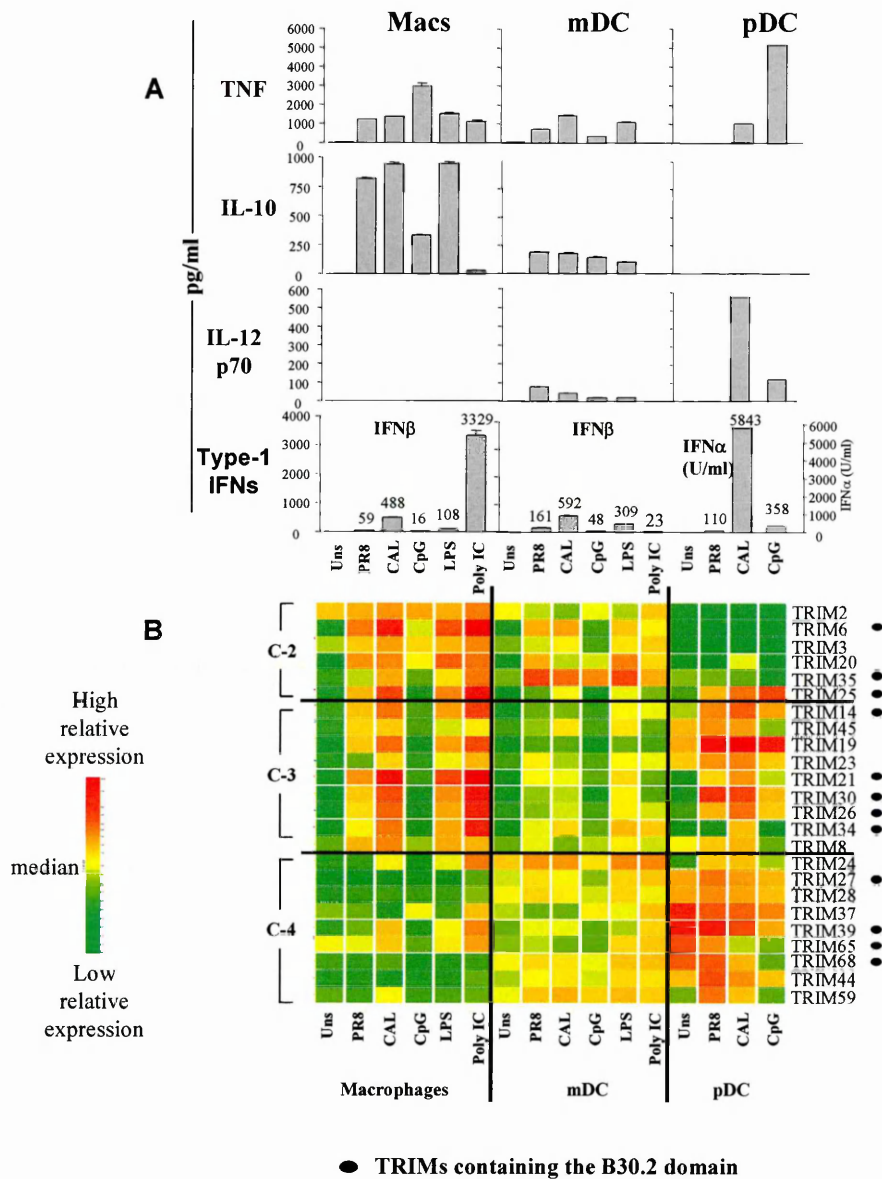 Macs mDC pDC
A
TNF
6000
5000
4000
3000
2000
1000
0
IL-10
1000
750
500
250
0
pg/ml
IL-12
p70
600
500
400
300
200
100
0
Type-1
IFNs
4000
3000
2000
1000
0
IFNβ
59
488
16
108
3329
IFNβ
161
592
48
309
23
IFNα
(U/ml)
110
5843
358
6000
5000
4000
3000
2000
1000
0
IFNα (U/ml)
Uns PR8 CAL CpG LPS Poly IC Uns PR8 CAL CpG LPS Poly IC Uns PR8 CAL CpG
B
C-2
C-3
C-4
TRIM2
TRIM6
TRIM3
TRIM20
TRIM35
TRIM25
TRIM14
TRIM45
TRIM19
TRIM23
TRIM21
TRIM30
TRIM26
TRIM34
TRIM8
TRIM24
TRIM27
TRIM28
TRIM37
TRIM39
TRIM65
TRIM68
TRIM44
TRIM59
High
relative
expression
median
Low
relative
expression
Uns PR8 CAL CpG LPS Poly IC Uns PR8 CAL CpG LPS Poly IC Uns PR8 CAL CpG
Macrophages mDC pDC
TRIMs containing the B30.2 domain